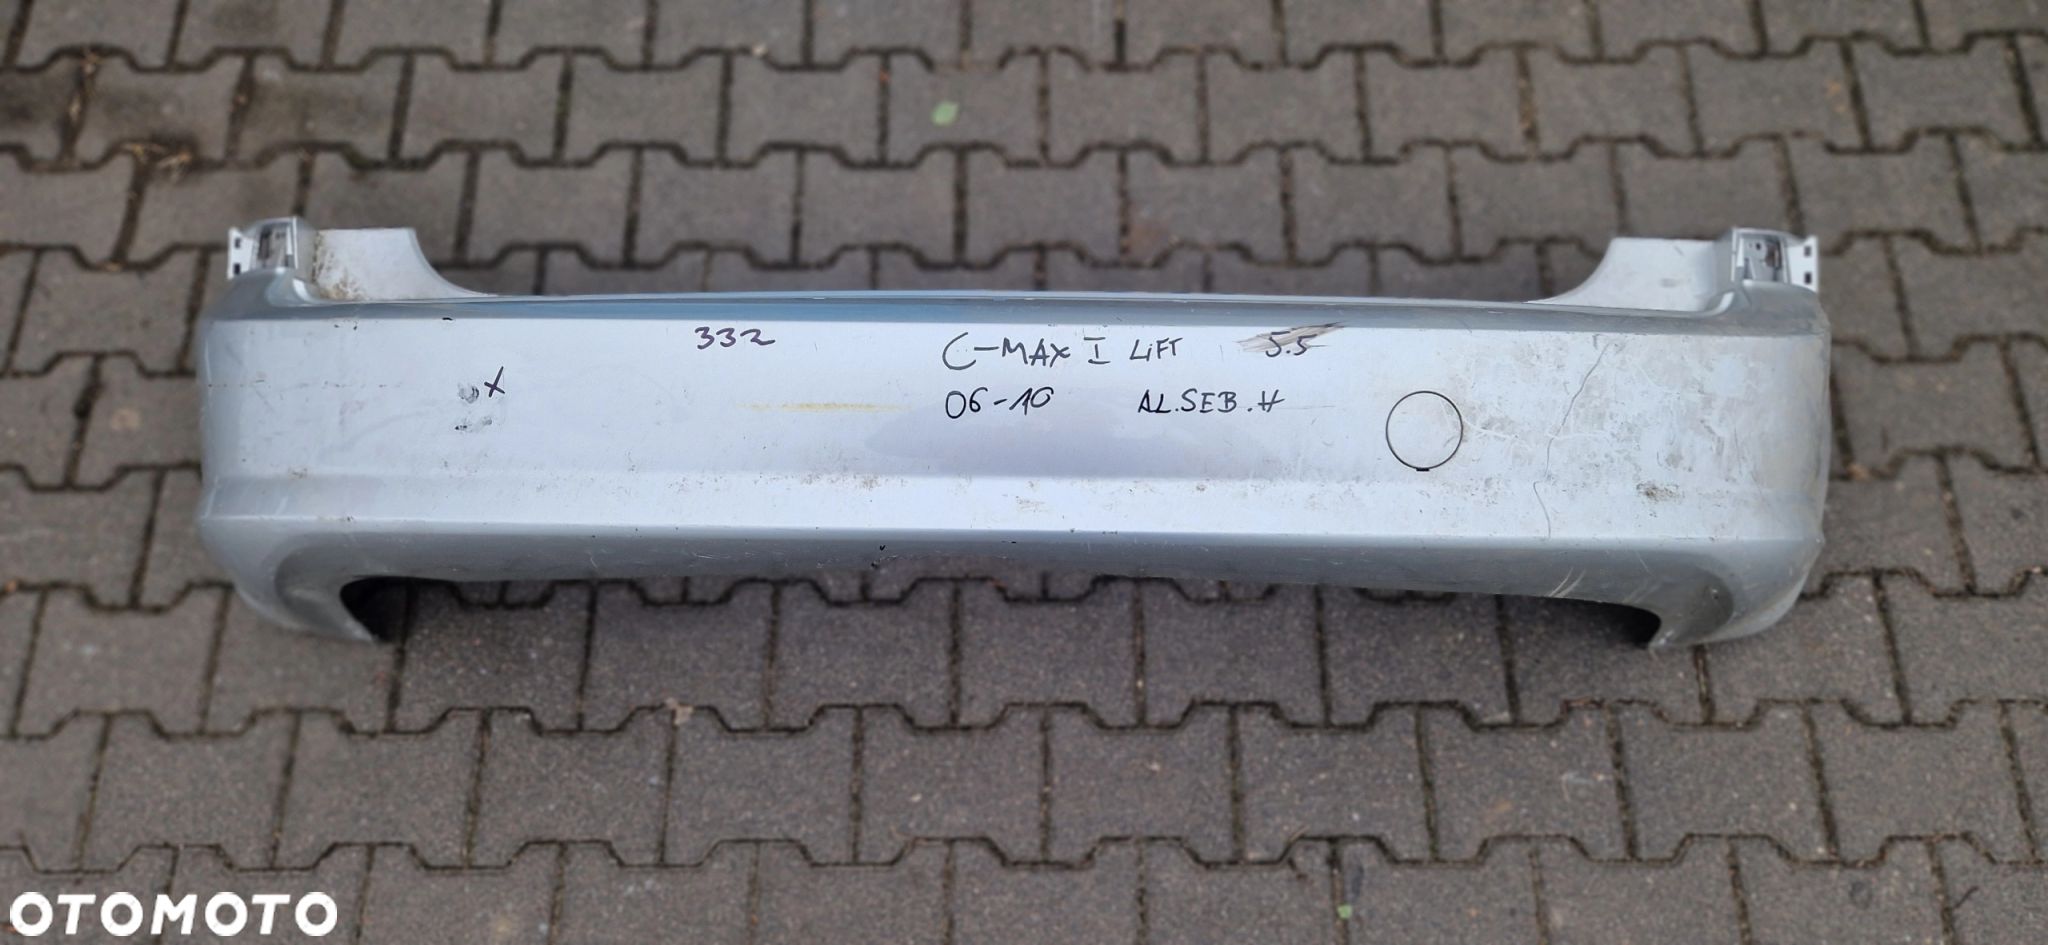 332
C-MAX I LIFT 5.5
06-10 AL.SEB.H
OTOMOTO